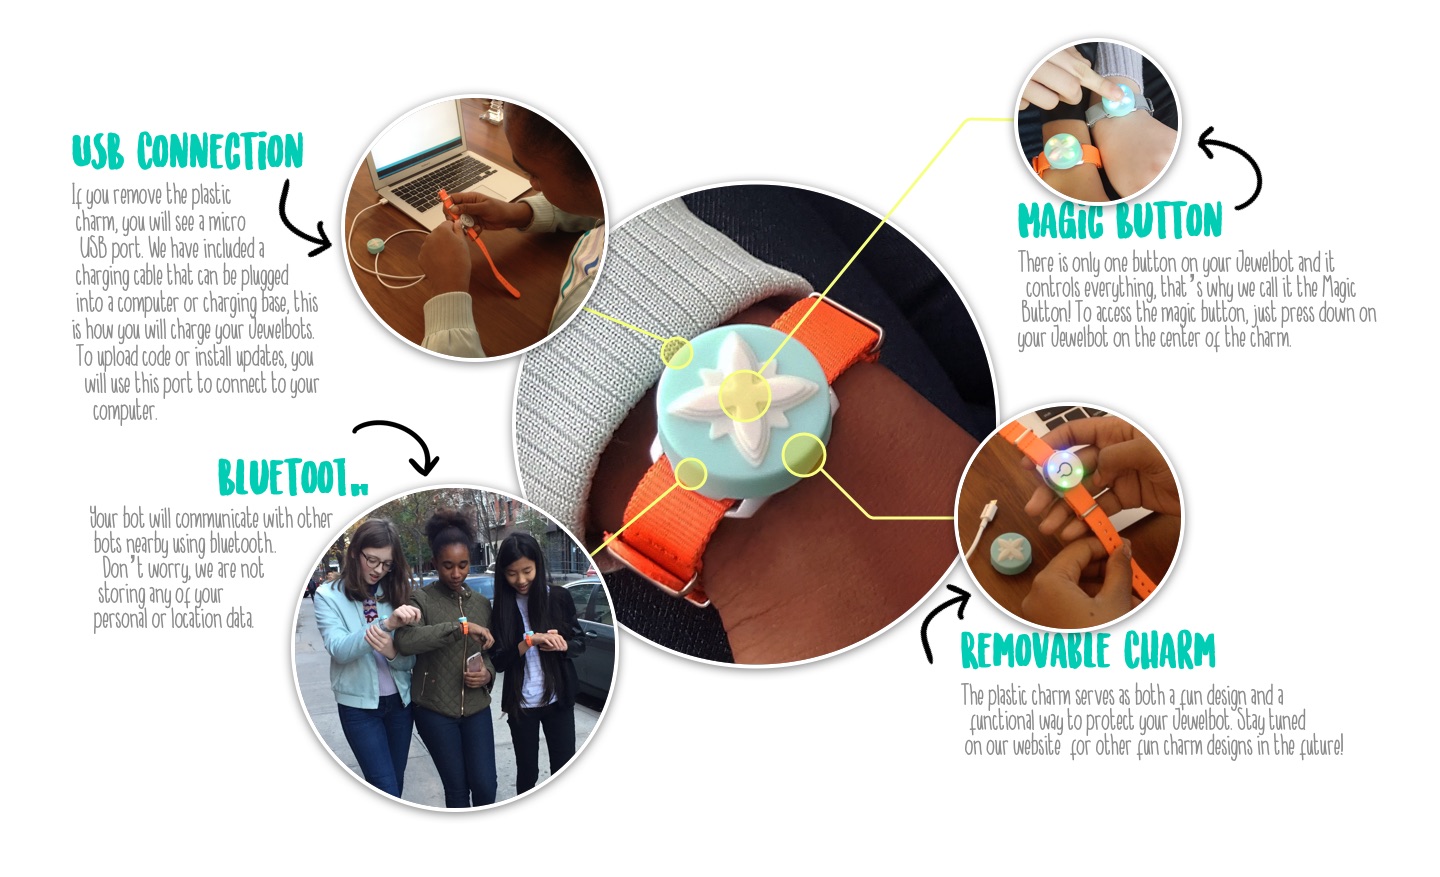 USB CONNECTION
If you remove the plastic
charm, you will see a micro
USB port. We have included a
charging cable that can be plugged
into a computer or charging base, this
is how you will charge your Jewelbots.
To upload code or install updates, you
will use this port to connect to your
computer.
BLUETOOT
Your bot will communicate with other
bots nearby using bluetooth.
Don't worry, we are not
storing any of your
personal or location data.
MAGIC BUTTON
There is only one button on your Jewelbot and it
controls everything, that's why we call it the Magic
Button! To access the magic button, just press down on
your Jewelbot on the center of the charm.
REMOVABLE CHARM
The plastic charm serves as both a fun design and a
functional way to protect your Jewelbot. Stay tuned
on our website for other fun charm designs in the future!